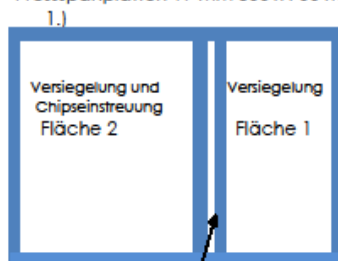 1.)
Versiegelung und
Chipseinstreuung
Fläche 2
Versiegelung
Fläche 1